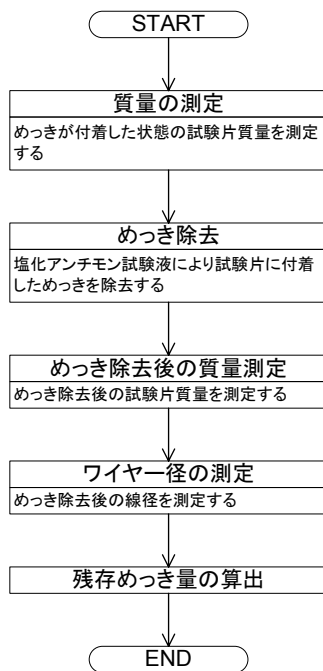 START
質量の測定
めっきが付着した状態の試験片質量を測定
する
めっき除去
塩化アンチモン試験液により試験片に付着
しためっきを除去する
めっき除去後の質量測定
めっき除去後の試験片質量を測定する
ワイヤー径の測定
めっき除去後の線径を測定する
残存めっき量の算出
END